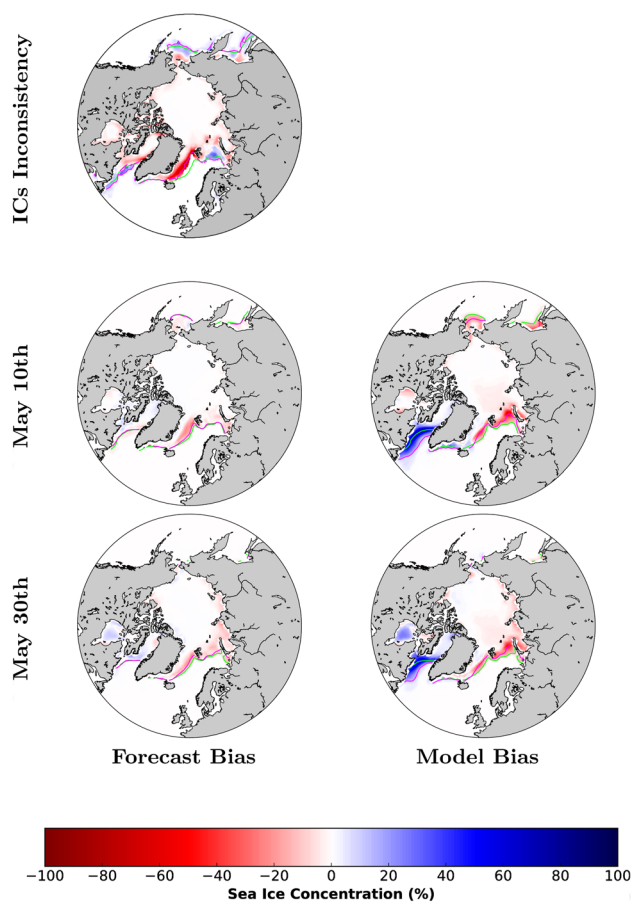 ICs Inconsistency
May 10th
May 30th
Forecast Bias Model Bias
−100 −80 −60 −40 −20 0 20 40 60 80 100
Sea Ice Concentration (%)